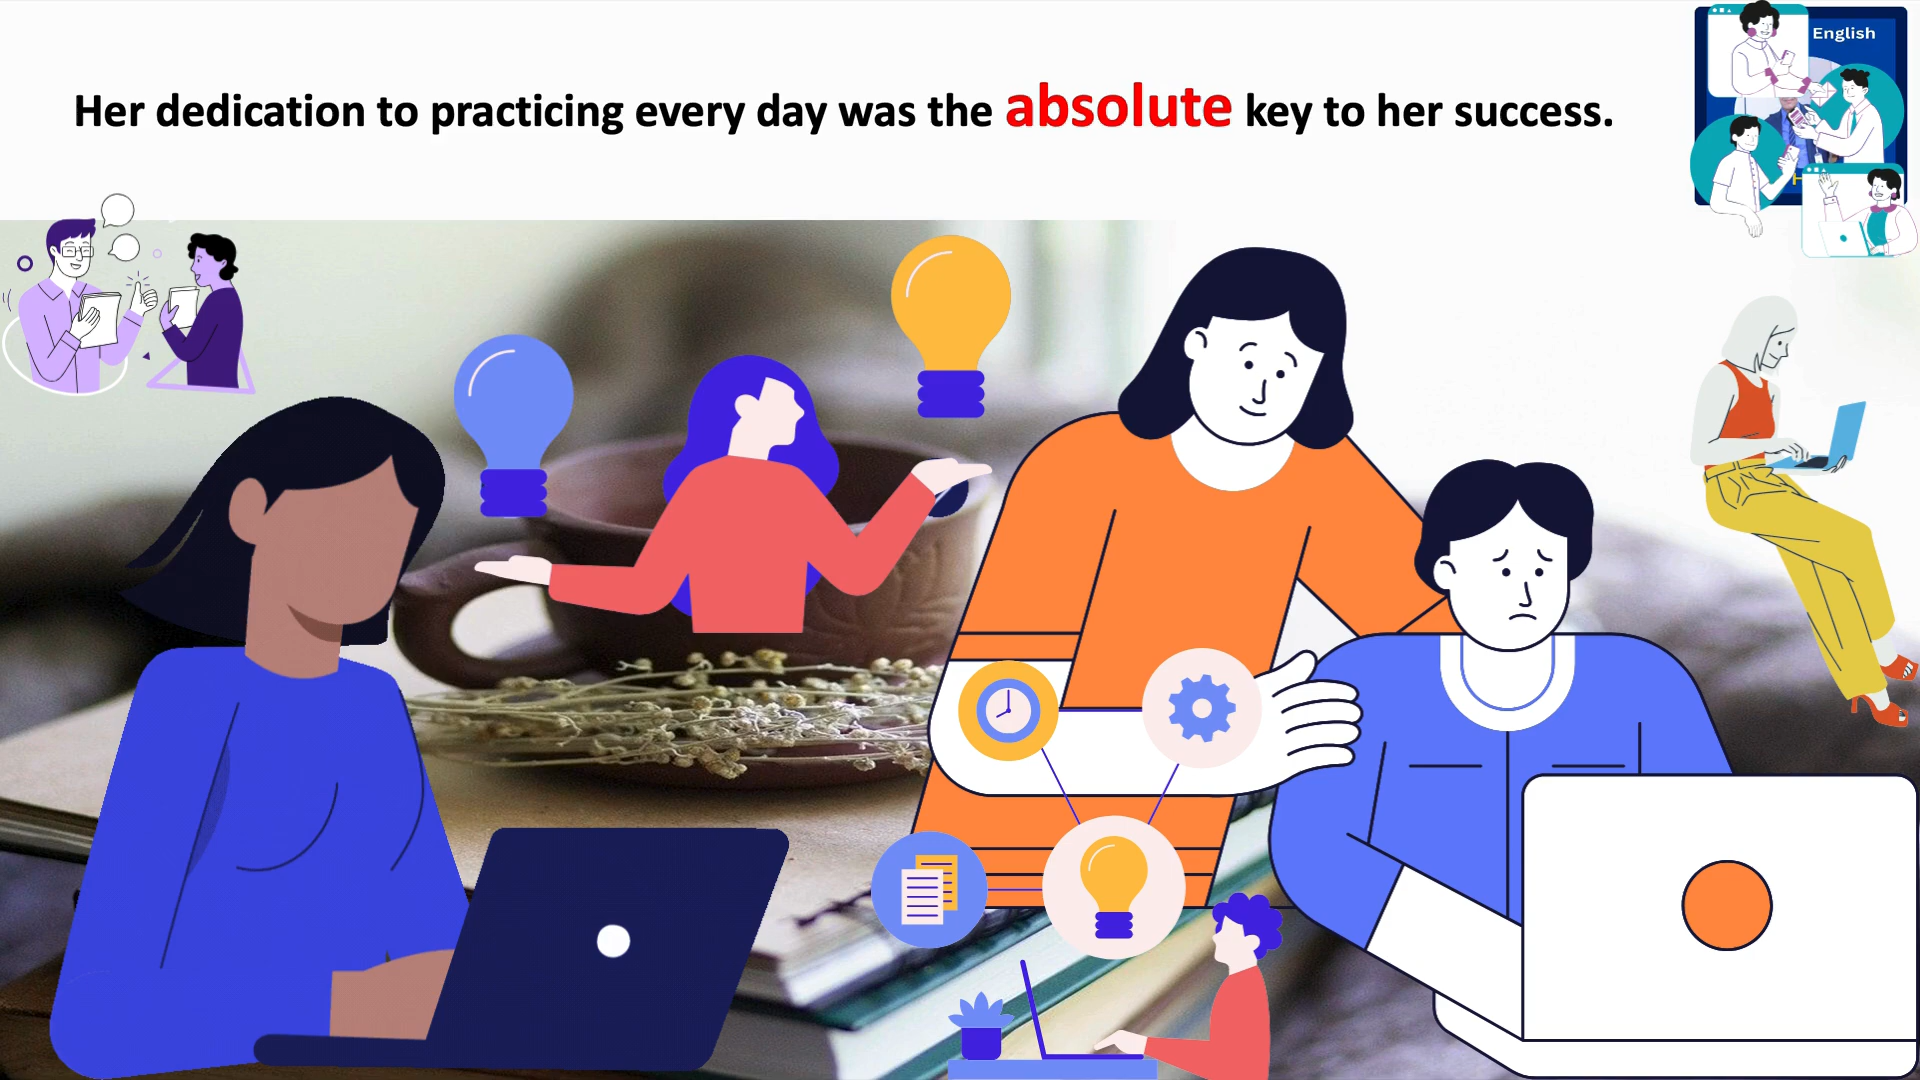 English
Her dedication to practicing every day was the absolute key to her success.